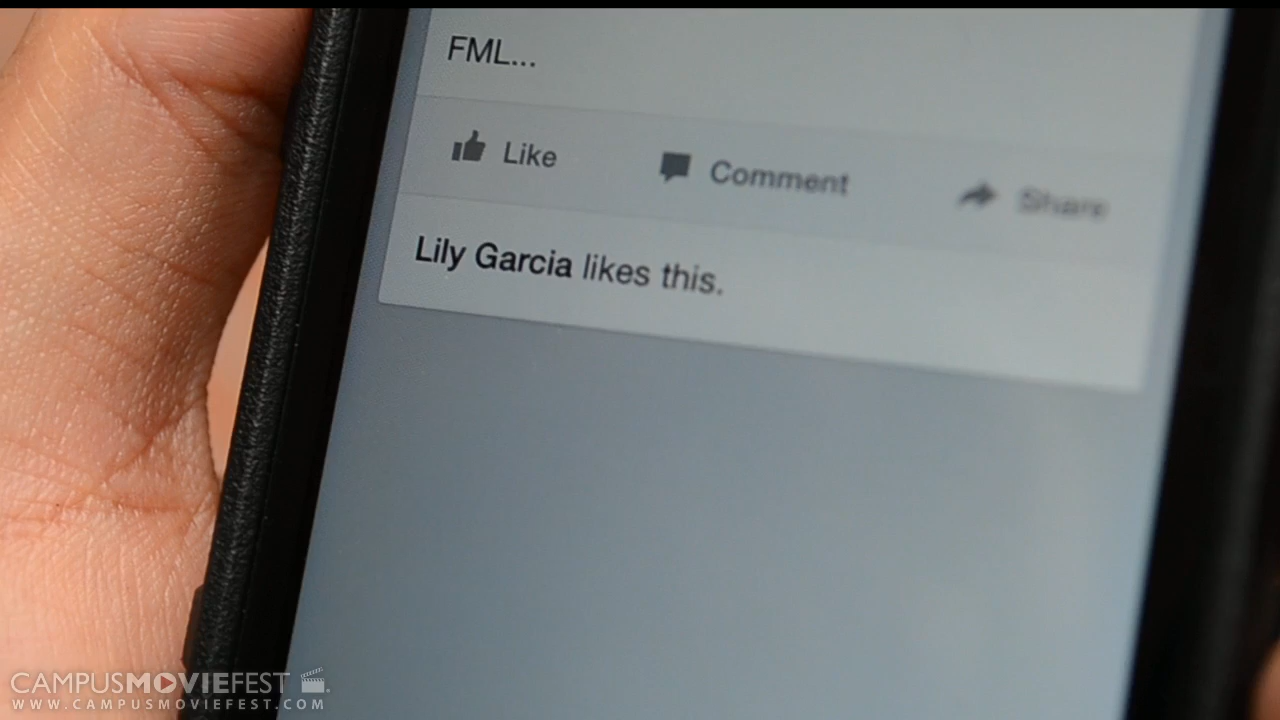 FML...
Like
Comment
Share
Lily Garcia likes this.
CAMPUSMOVIEFEST
WWW.CAMPUSMOVIEFEST.COM